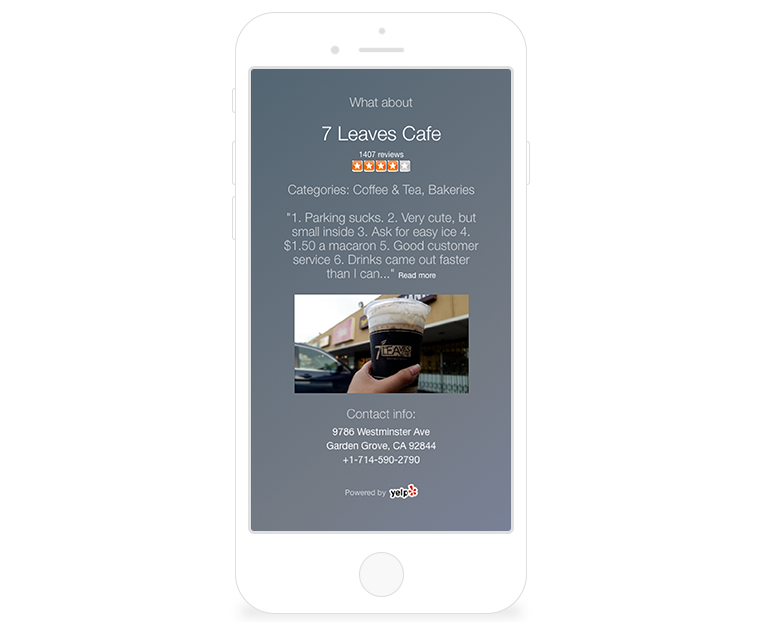 What about
7 Leaves Cafe
1407 reviews
Categories: Coffee & Tea, Bakeries
"1. Parking sucks. 2. Very cute, but
small inside 3. Ask for easy ice 4.
$1.50 a macaron 5. Good customer
service 6. Drinks came out faster
than I can..." Read more
7 LEAVES
Contact info:
9786 Westminster Ave
Garden Grove, CA 92844
+1-714-590-2790
Powered by yelp